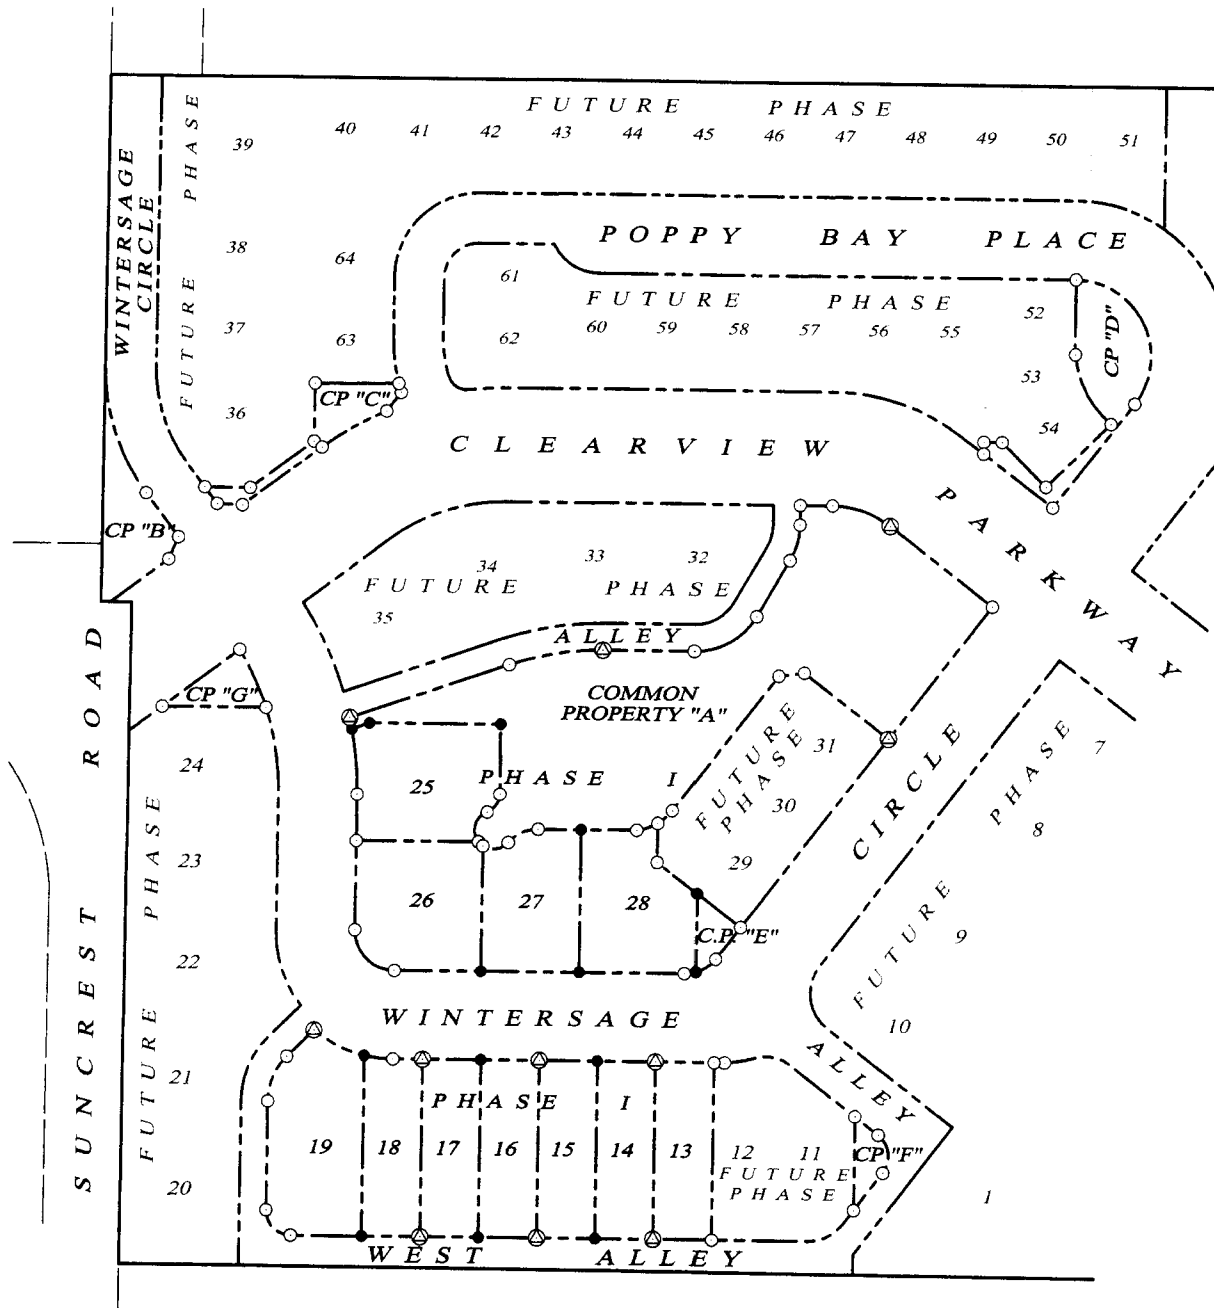 FUTURE PHASE
39 40 41 42 43 44 45 46 47 48 49 50 51
FUTURE PHASE
WINTERSAGE
CIRCLE
POPPY BAY PLACE
38 64 61
FUTURE PHASE
52
CP "D"
37 63 62 60 59 58 57 56 55
53
CP "C"
36
54
CLEARVIEW
PARKWAY
CP "B"
34 33 32
FUTURE PHASE
35
ALLEY
COMMON
PROPERTY "A"
CP "G"
SUNCREST ROAD
FUTURE PHASE
24
25
PHASE I
FUTURE
PHASE
31
30
29
CIRCLE
FUTURE PHASE
7
8
9
10
23
26 27 28
C.P. "E"
22
WINTERSAGE
ALLEY
21
PHASE I
19 18 17 16 15 14 13 12 11
CP "F"
FUTURE
PHASE
20
1
WEST ALLEY